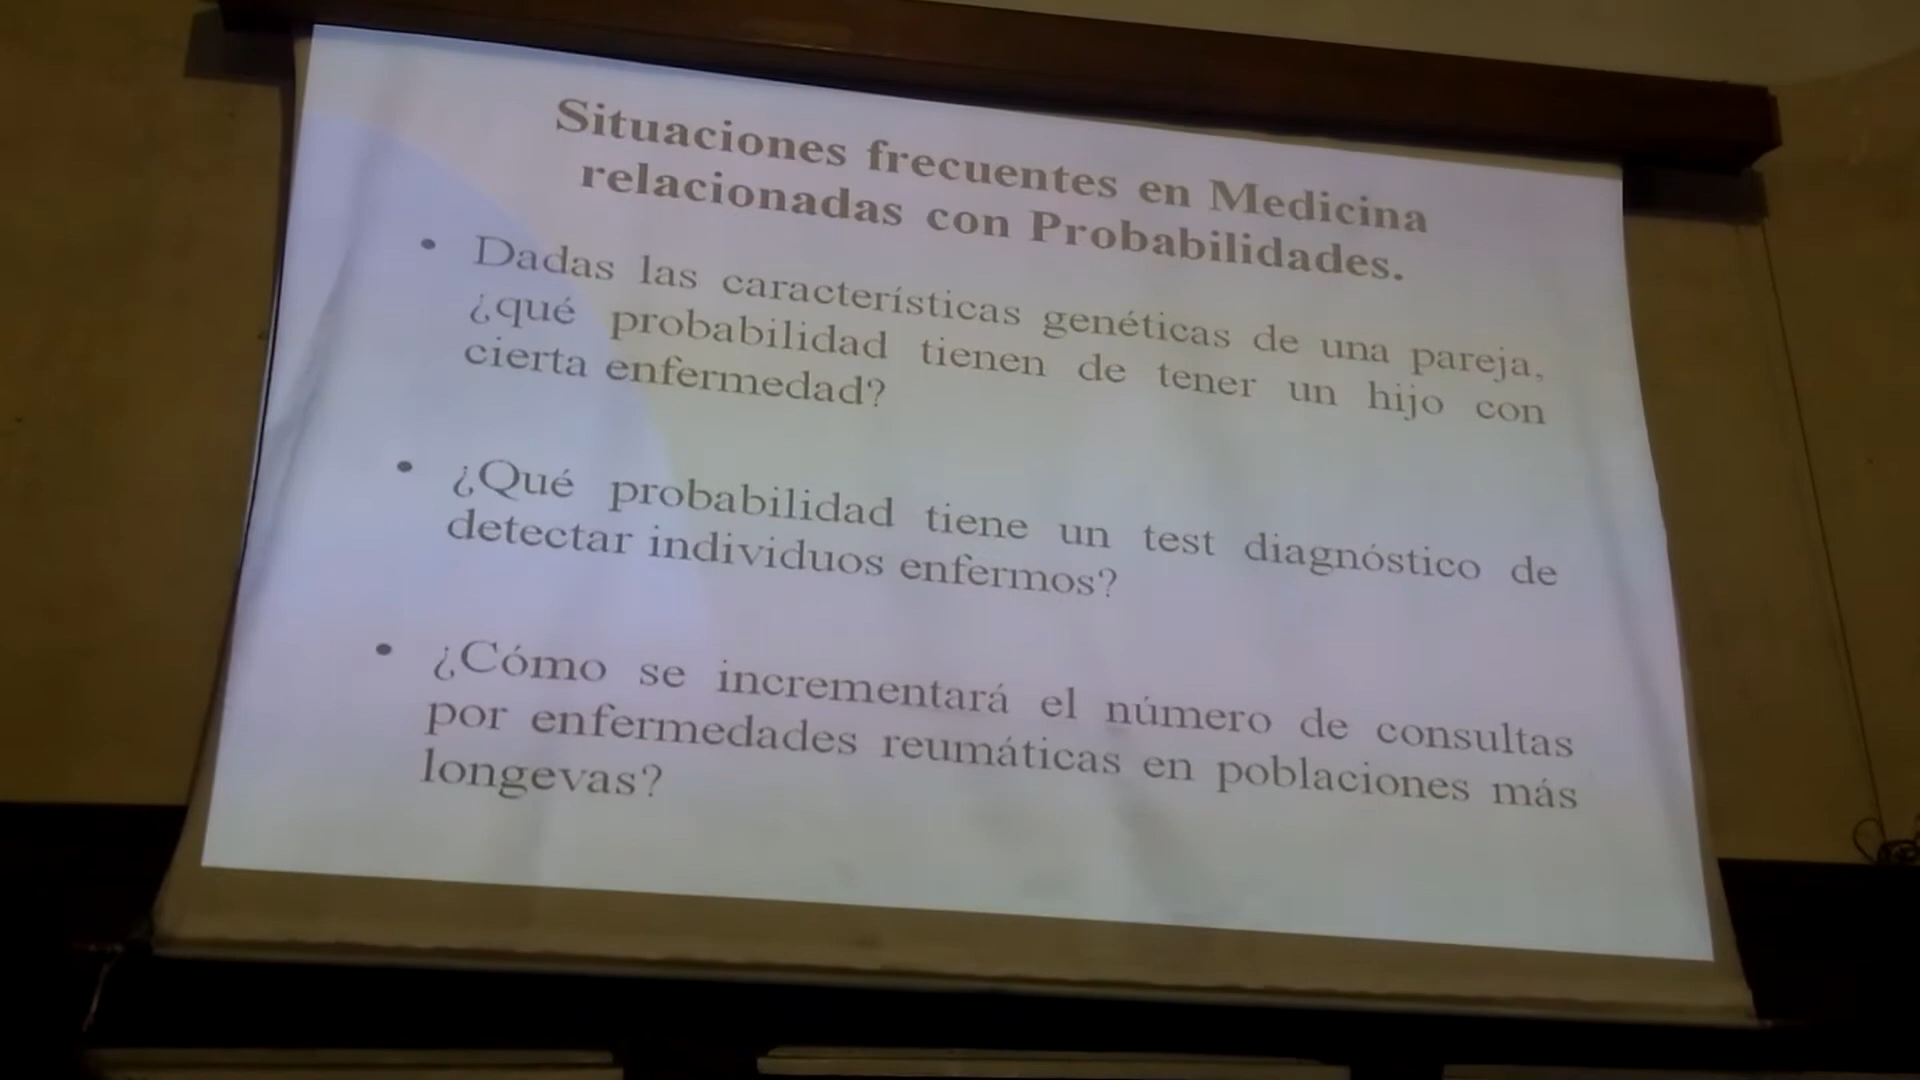 Situaciones frecuentes en Medicina
relacionadas con Probabilidades.
• Dadas las características genéticas de una pareja,
¿qué probabilidad tienen de tener un hijo con
cierta enfermedad?
• ¿Qué probabilidad tiene un test diagnóstico de
detectar individuos enfermos?
• ¿Cómo se incrementará el número de consultas
por enfermedades reumáticas en poblaciones más
longevas?